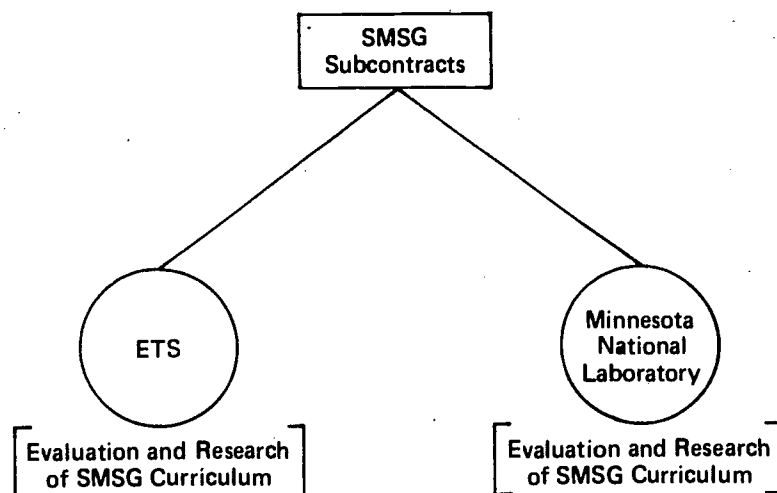 SMSG
Subcontracts
ETS
Minnesota
National
Laboratory
Evaluation and Research
of SMSG Curriculum
Evaluation and Research
of SMSG Curriculum